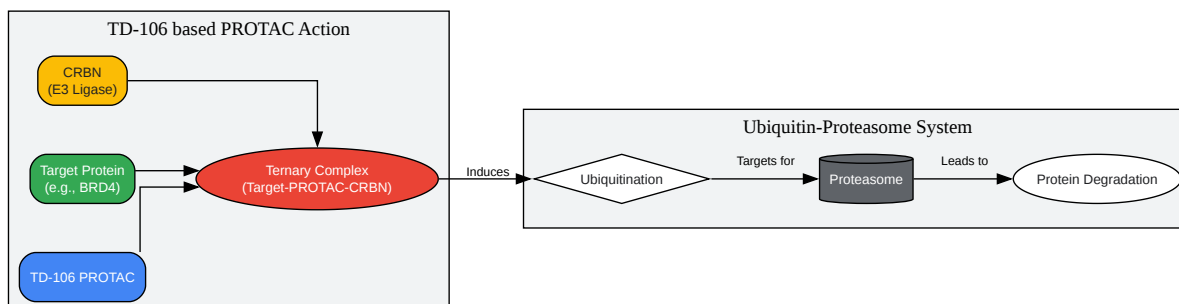 TD-106 based PROTAC Action
CRBN
(E3 Ligase)
Target Protein
(e.g., BRD4)
TD-106 PROTAC
Ternary Complex
(Target-PROTAC-CRBN)
Induces
Ubiquitin-Proteasome System
Ubiquitination
Targets for
Proteasome
Leads to
Protein Degradation